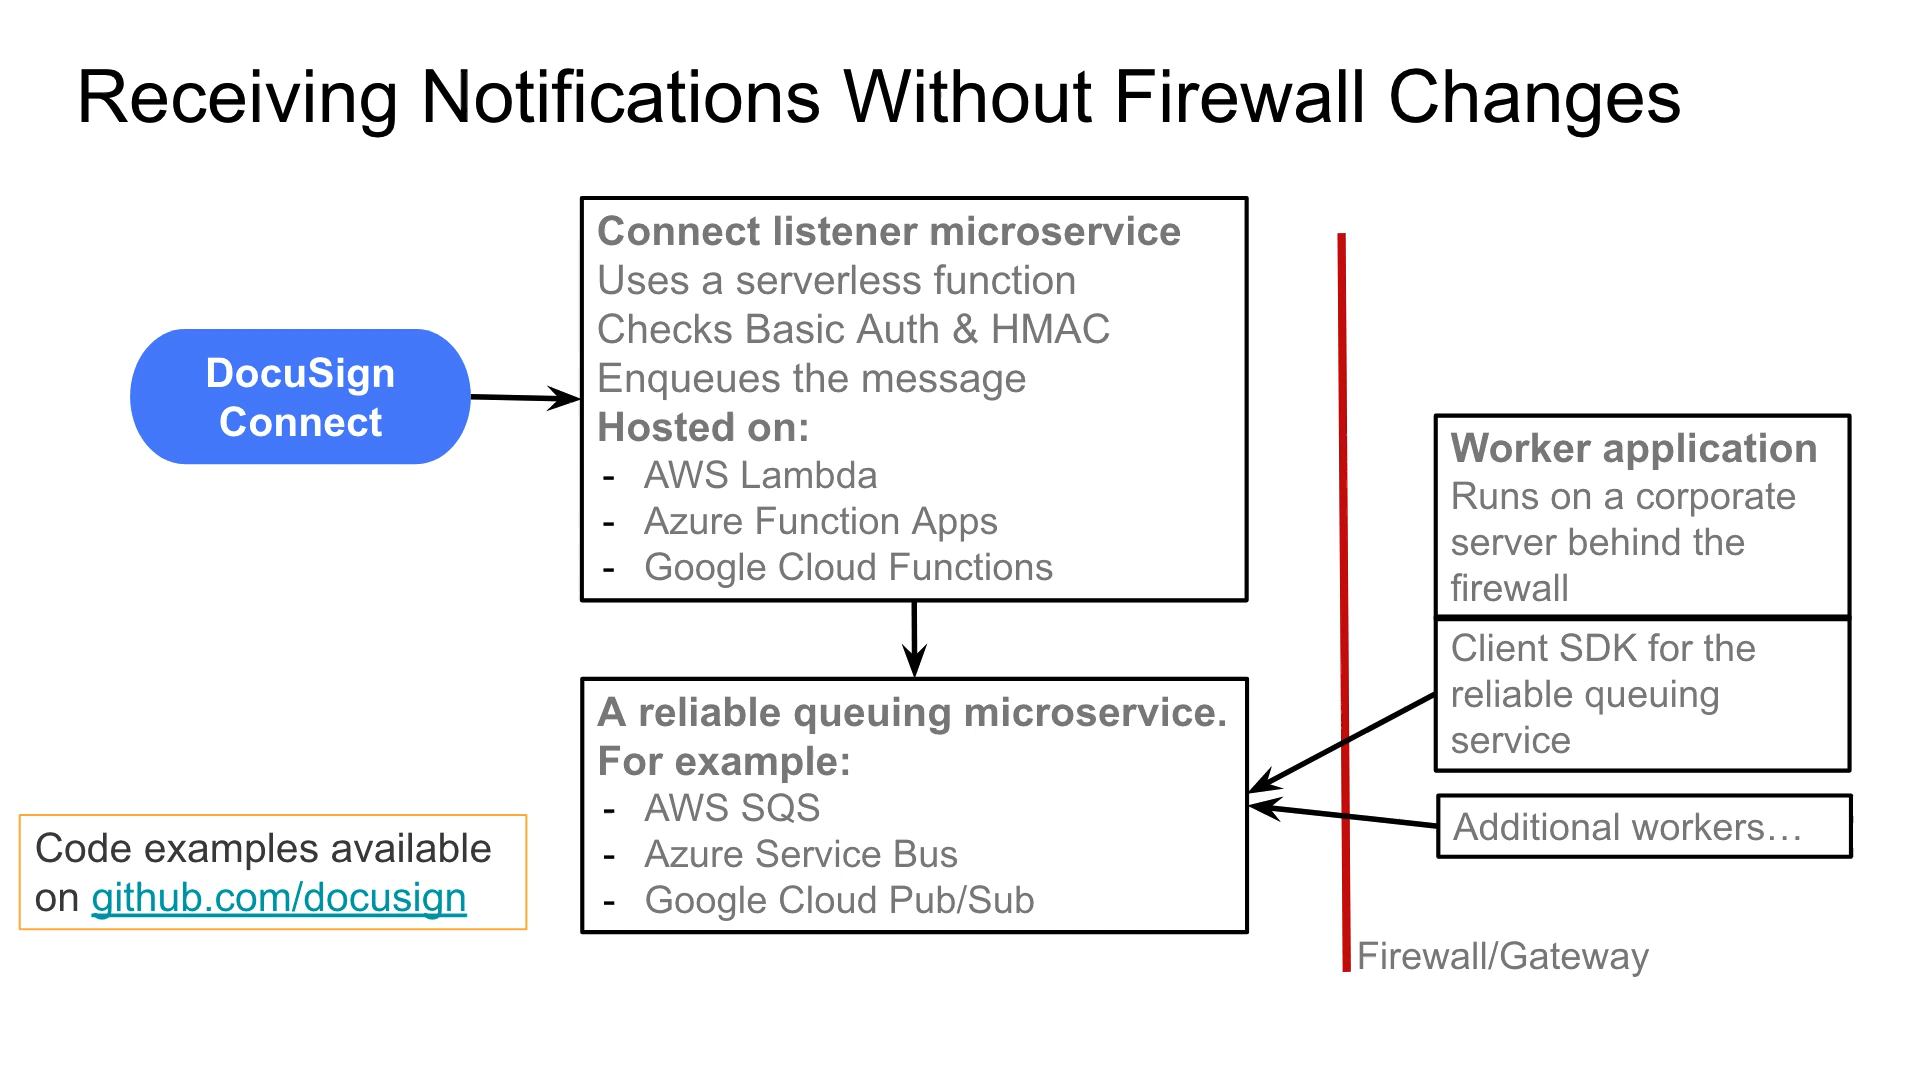 Receiving Notifications Without Firewall Changes
DocuSign
Connect
Connect listener microservice
Uses a serverless function
Checks Basic Auth & HMAC
Enqueues the message
Hosted on:
- AWS Lambda
- Azure Function Apps
- Google Cloud Functions
A reliable queuing microservice.
For example:
- AWS SQS
- Azure Service Bus
- Google Cloud Pub/Sub
Worker application
Runs on a corporate
server behind the
firewall
Client SDK for the
reliable queuing
service
Additional workers…
Firewall/Gateway
Code examples available
on github.com/docusign